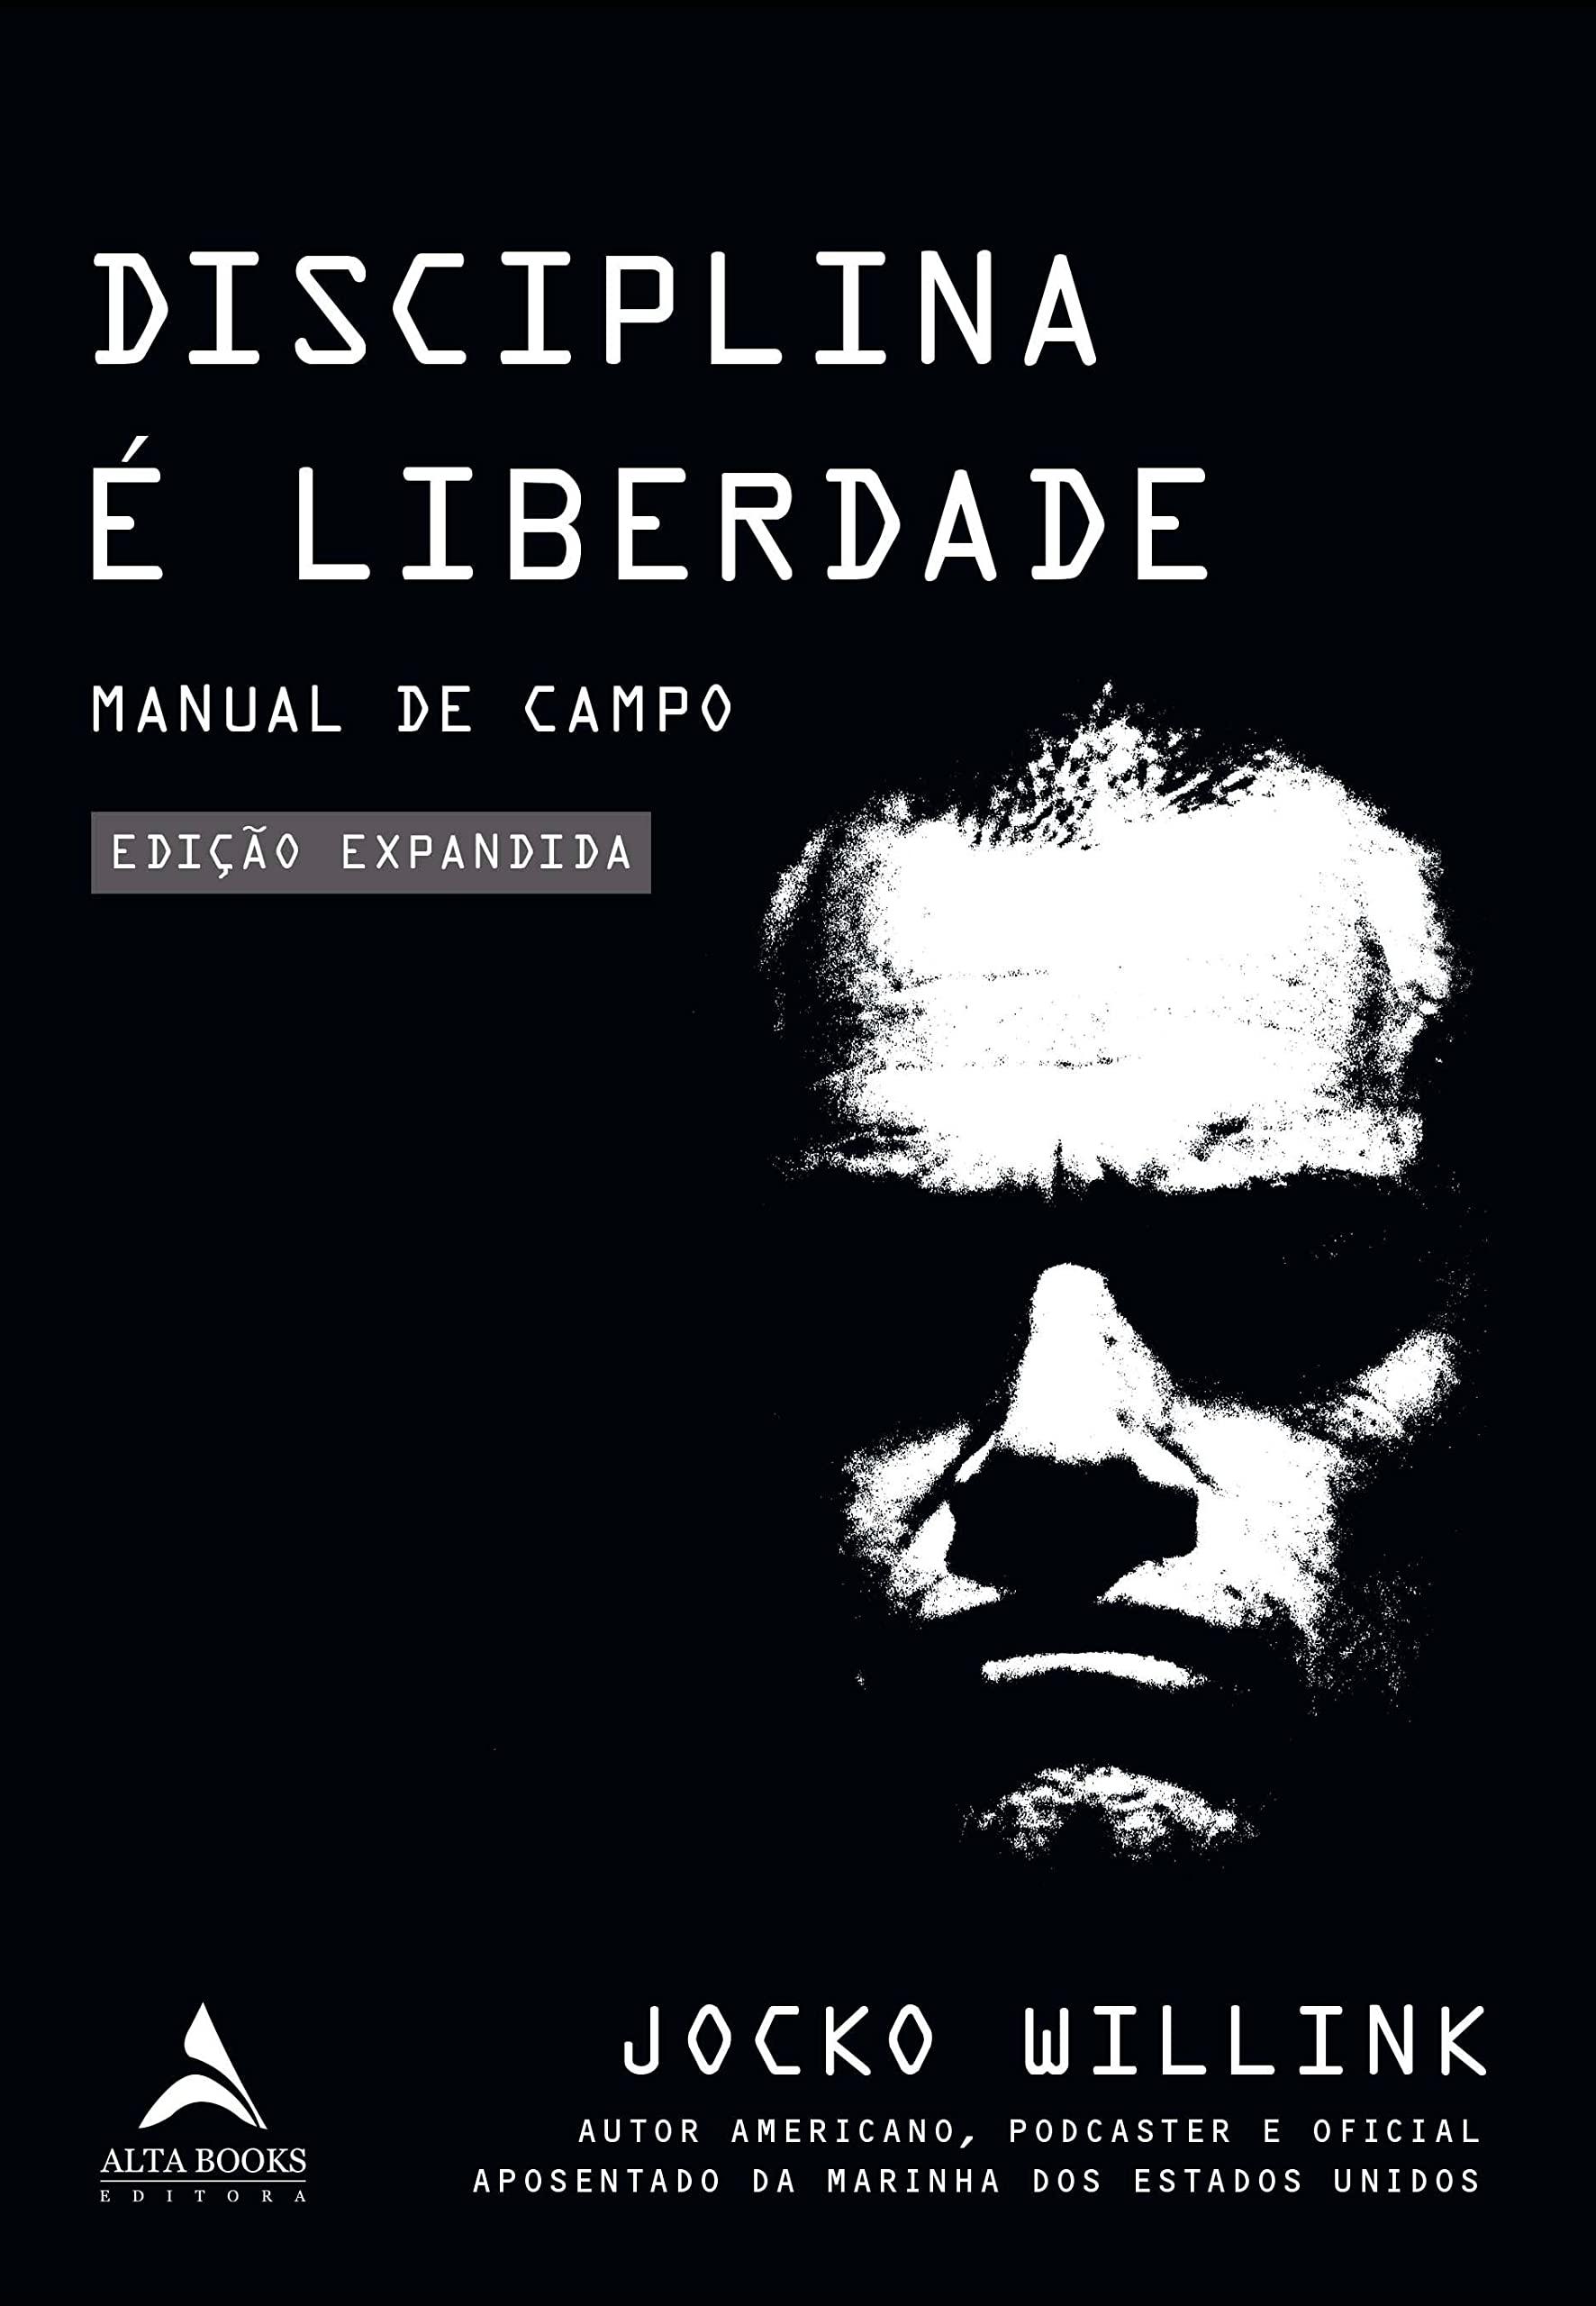 DISCIPLINA
É LIBERDADE
MANUAL DE CAMPO
EDIÇÃO EXPANDIDA
JOCKO WILLINK
AUTOR AMERICANO, PODCASTER E OFICIAL
APOSENTADO DA MARINHA DOS ESTADOS UNIDOS
ALTA BOOKS
EDITORA